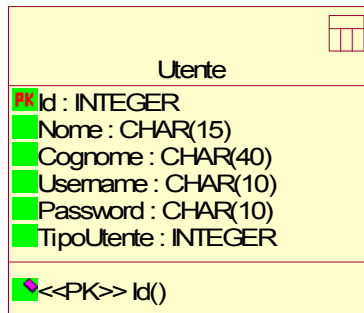 Utente
PK Id : INTEGER
Nome : CHAR(15)
Cognome : CHAR(40)
Username : CHAR(10)
Password : CHAR(10)
TipoUtente : INTEGER
<<PK>> Id()